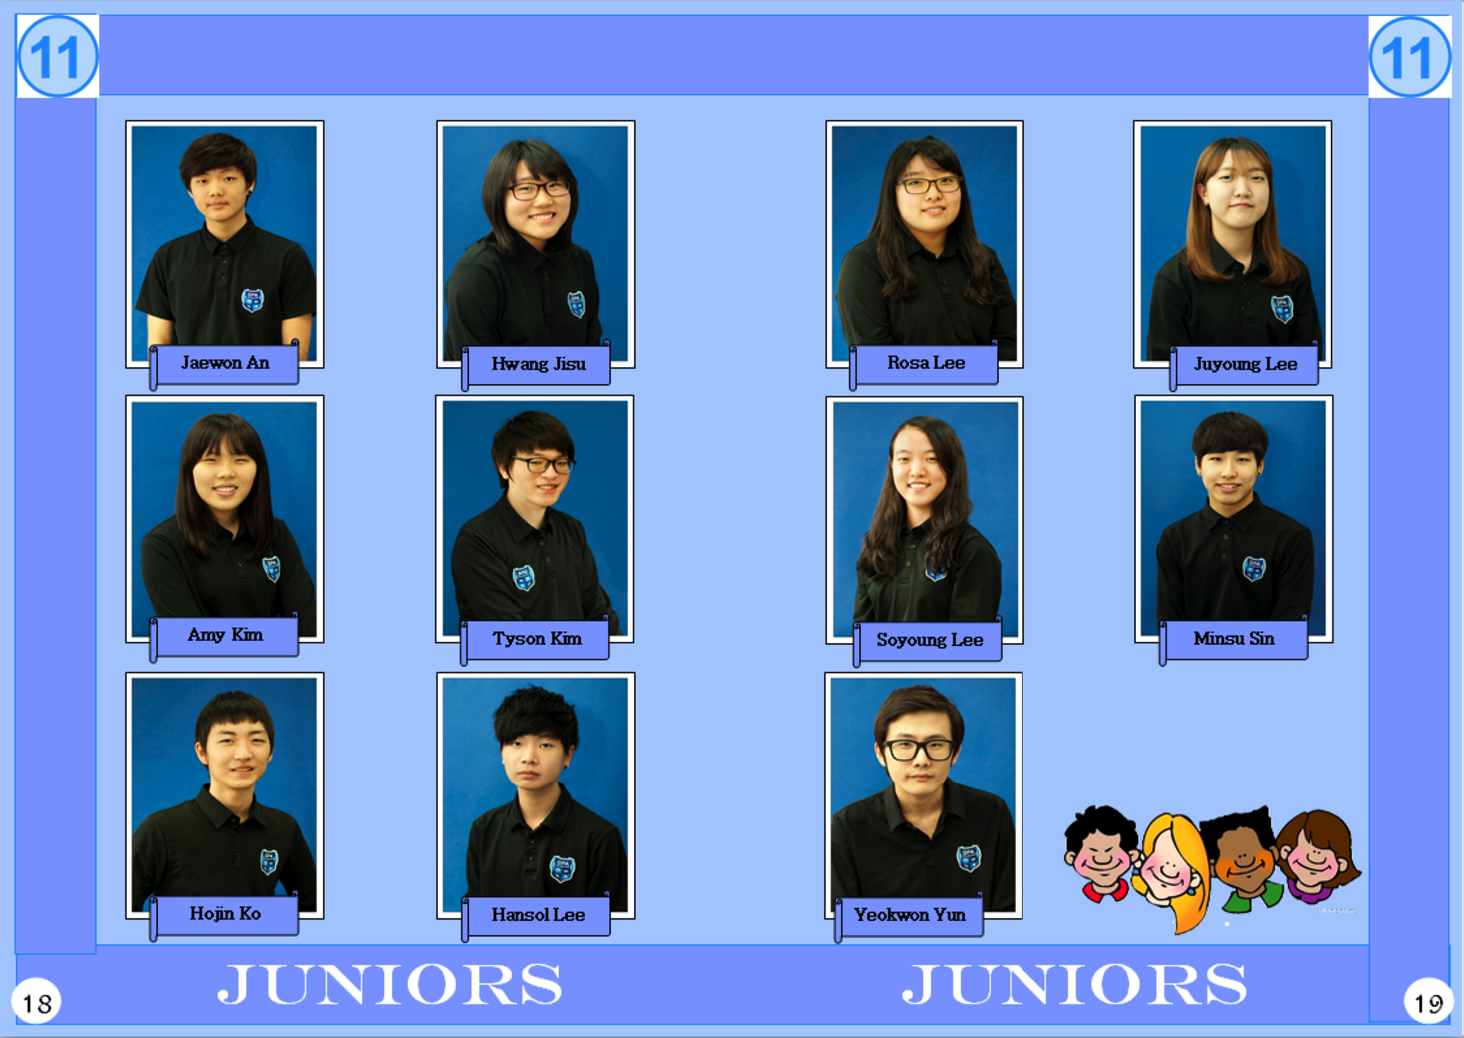 11
11
Jaewon An
Hwang Jisu
Rosa Lee
Juyoung Lee
Amy Kim
Tyson Kim
Soyoung Lee
Minsu Sin
Hojin Ko
Hansol Lee
Yeokwon Yun
JUNIORS
JUNIORS
18
19